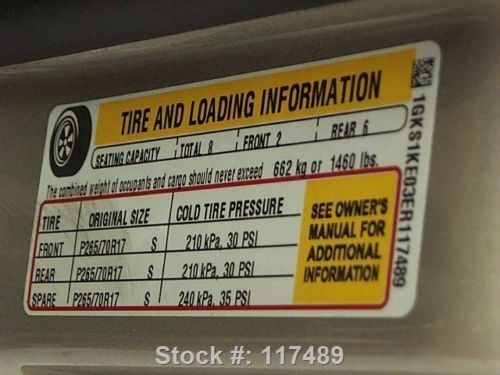 TIRE AND LOADING INFORMATION
SEATING CAPACITY TOTAL 8 FRONT 2 REAR 6
The combined weight of occupants and cargo should never exceed 662 kg or 1460 lbs.
TIRE ORIGINAL SIZE COLD TIRE PRESSURE
FRONT P265/70R17 S 210 kPa, 30 PSI
REAR P265/70R17 S 210 kPa, 30 PSI
SPARE P265/70R17 S 240 kPa, 35 PSI
SEE OWNER'S
MANUAL FOR
ADDITIONAL
INFORMATION
1GKS1KE03ER117489
Stock #: 117489